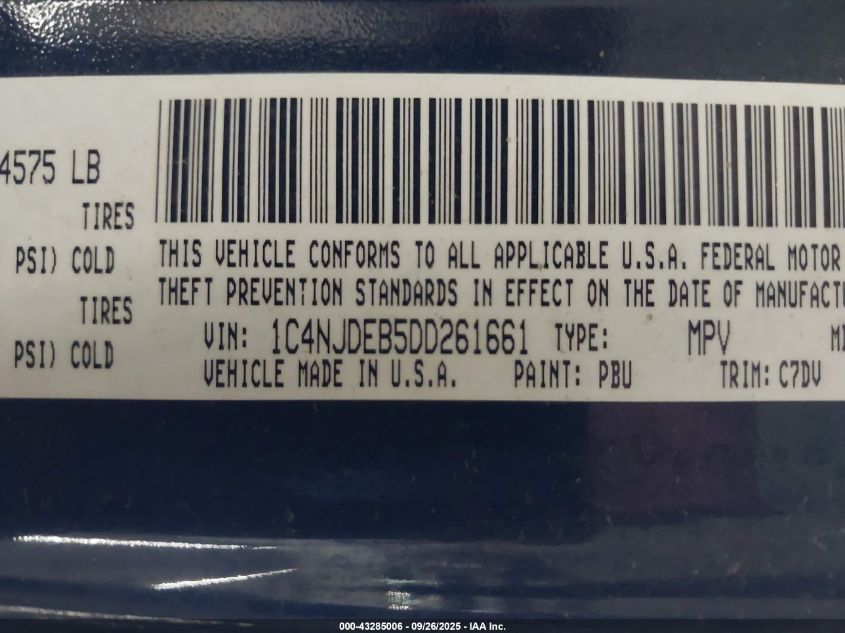 4575 LB
TIRES
PSI) COLD
TIRES
PSI) COLD
THIS VEHICLE CONFORMS TO ALL APPLICABLE U.S.A. FEDERAL MOTOR
THEFT PREVENTION STANDARDS IN EFFECT ON THE DATE OF MANUFACTU
VIN: 1C4NJDEB5DD261661 TYPE: MPV
VEHICLE MADE IN U.S.A. PAINT: PBU TRIM: C7DV
000-43285006 - 09/26/2025 - IAA Inc.